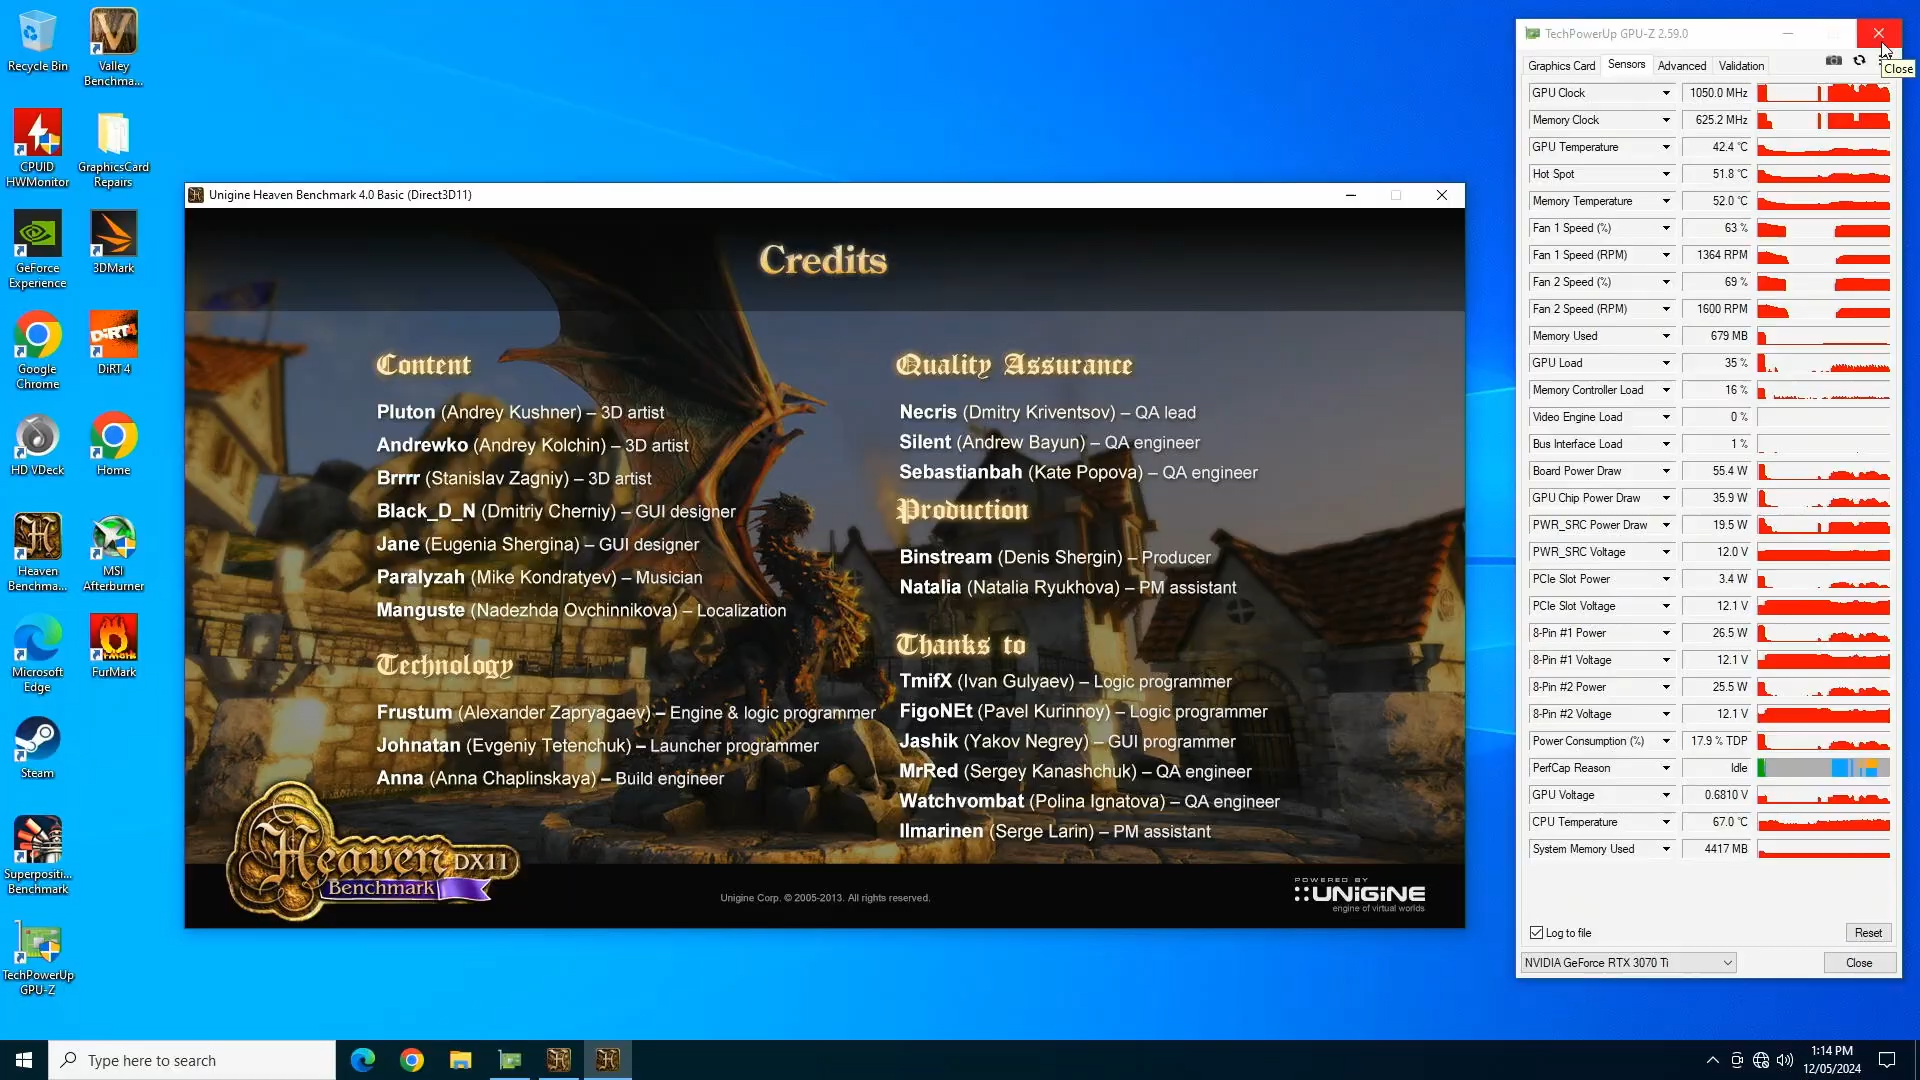 Recycle Bin
Valley
Benchma...
CPUID
HWMonitor
GraphicsCard
Repairs
GeForce
Experience
3DMark
Google
Chrome
DiRT 4
DiRT 4
HD VDeck
Home
Heaven
Benchma...
MSI
Afterburner
Microsoft
Edge
FurMark
Steam
Superpositi...
Benchmark
TechPowerUp
GPU-Z
Unigine Heaven Benchmark 4.0 Basic (Direct3D11)
Credits
Content
Pluton (Andrey Kushner) – 3D artist
Andrewko (Andrey Kolchin) – 3D artist
Brrrr (Stanislav Zagniy) – 3D artist
Black_D_N (Dmitriy Cherniy) – GUI designer
Jane (Eugenia Shergina) – GUI designer
Paralyzah (Mike Kondratyev) – Musician
Manguste (Nadezhda Ovchinnikova) – Localization
Technology
Frustum (Alexander Zapryagaev) – Engine & logic programmer
Johnatan (Evgeniy Tetenchuk) – Launcher programmer
Anna (Anna Chaplinskaya) – Build engineer
Quality Assurance
Necris (Dmitry Kriventsov) – QA lead
Silent (Andrew Bayun) – QA engineer
Sebastianbah (Kate Popova) – QA engineer
Production
Binstream (Denis Shergin) – Producer
Natalia (Natalia Ryukhova) – PM assistant
Thanks to
TmifX (Ivan Gulyaev) – Logic programmer
FigoNEt (Pavel Kurinnoy) – Logic programmer
Jashik (Yakov Negrey) – GUI programmer
MrRed (Sergey Kanashchuk) – QA engineer
Watchvombat (Polina Ignatova) – QA engineer
Ilmarinen (Serge Larin) – PM assistant
Heaven DX11
Benchmark
Unigine Corp. © 2005-2013. All rights reserved.
POWERED BY
UNIGINE
engine of virtual worlds
TechPowerUp GPU-Z 2.59.0
Close
Graphics Card Sensors Advanced Validation
GPU Clock 1050.0 MHz
Memory Clock 625.2 MHz
GPU Temperature 42.4 °C
Hot Spot 51.8 °C
Memory Temperature 52.0 °C
Fan 1 Speed (%) 63 %
Fan 1 Speed (RPM) 1364 RPM
Fan 2 Speed (%) 69 %
Fan 2 Speed (RPM) 1600 RPM
Memory Used 679 MB
GPU Load 35 %
Memory Controller Load 16 %
Video Engine Load 0 %
Bus Interface Load 1 %
Board Power Draw 55.4 W
GPU Chip Power Draw 35.9 W
PWR_SRC Power Draw 19.5 W
PWR_SRC Voltage 12.0 V
PCIe Slot Power 3.4 W
PCIe Slot Voltage 12.1 V
8-Pin #1 Power 26.5 W
8-Pin #1 Voltage 12.1 V
8-Pin #2 Power 25.5 W
8-Pin #2 Voltage 12.1 V
Power Consumption (%) 17.9 % TDP
PerfCap Reason Idle
GPU Voltage 0.6810 V
CPU Temperature 67.0 °C
System Memory Used 4417 MB
Log to file
Reset
NVIDIA GeForce RTX 3070 Ti
Close
Type here to search
1:14 PM
12/05/2024